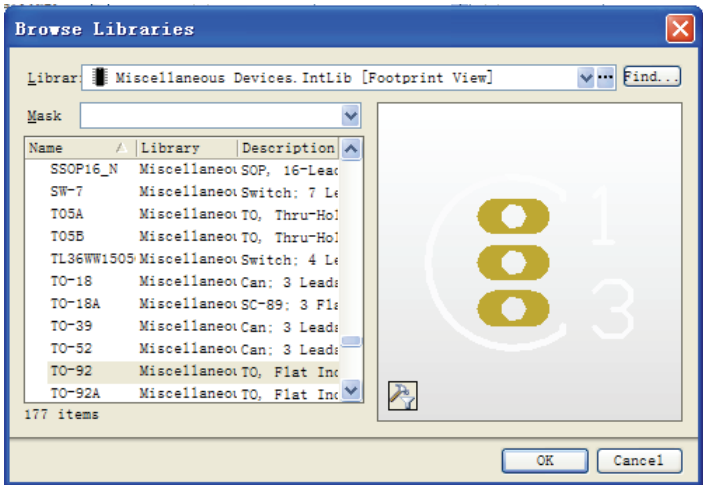 Browse Libraries
Librar: Miscellaneous Devices.IntLib [Footprint View] ... Find...
Mask
Name Library Description
SSOP16_N Miscellaneou SOP, 16-Lead
SW-7 Miscellaneou Switch; 7 Le
T05A Miscellaneou TO, Thru-Hol
T05B Miscellaneou TO, Thru-Hol
TL36WW1505 Miscellaneou Switch; 4 Le
TO-18 Miscellaneou Can; 3 Leads
TO-18A Miscellaneou SC-89; 3 Fla
TO-39 Miscellaneou Can; 3 Leads
TO-52 Miscellaneou Can; 3 Leads
TO-92 Miscellaneou TO, Flat Ind
TO-92A Miscellaneou TO, Flat Ind
177 items
1
3
OK Cancel